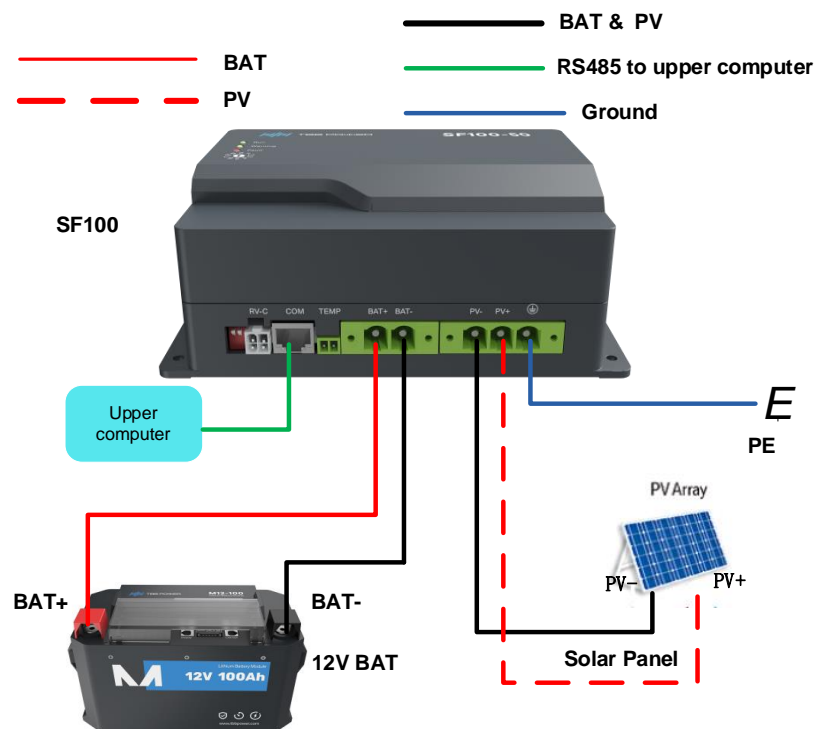 BAT & PV
BAT
RS485 to upper computer
PV
Ground
SF100-50
SF100
RV-C COM TEMP BAT+ BAT- PV- PV+
Upper
computer
E
PE
PV Array
PV-
PV+
BAT+
BAT-
M12-100
12V BAT
Solar Panel
Lithium Battery Module
12V 100Ah